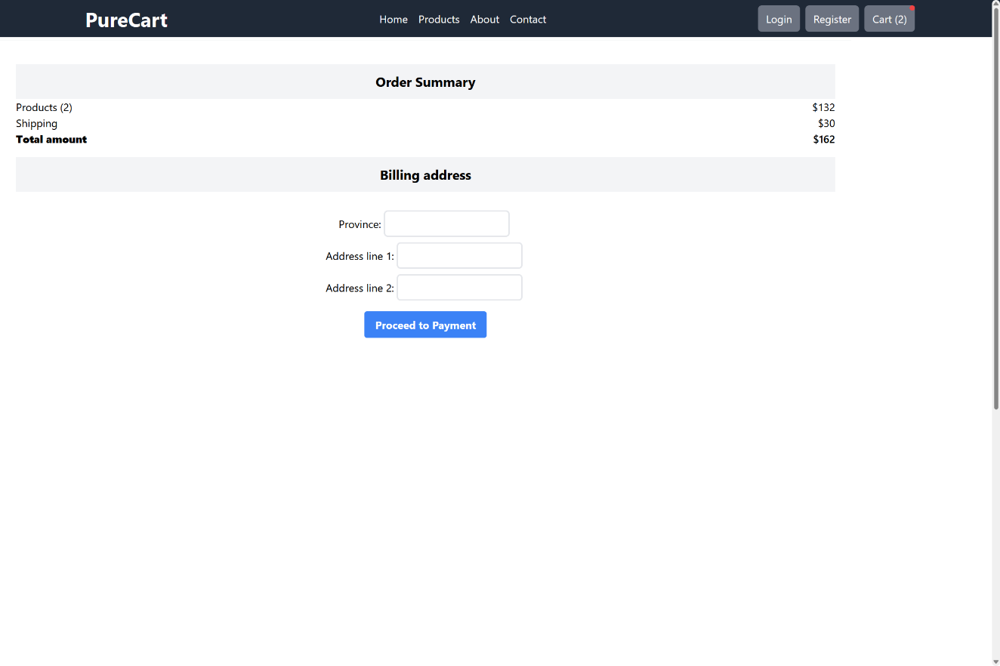 PureCart Home Products About Contact Login Register Cart (2)
Order Summary
Products (2) $132
Shipping $30
Total amount $162
Billing address
Province:
Address line 1:
Address line 2:
Proceed to Payment